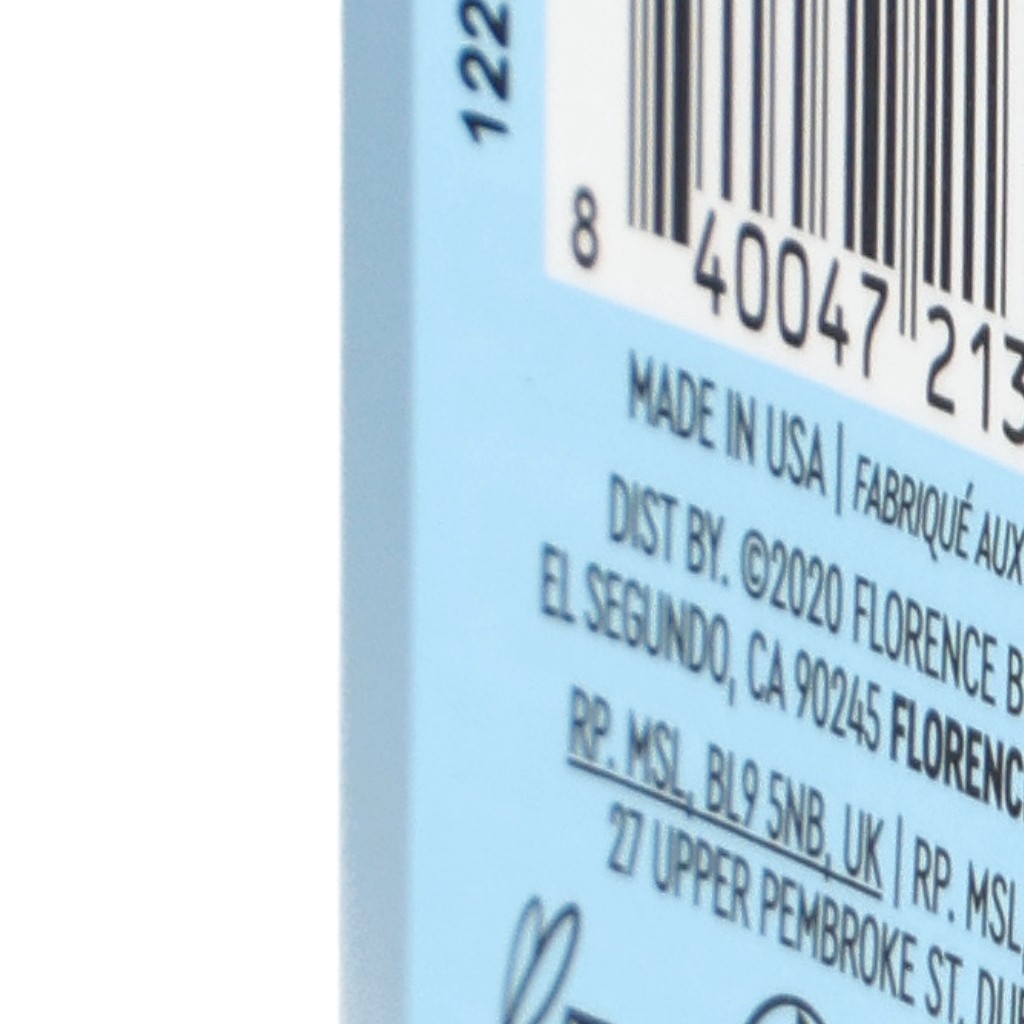 122
8 40047 213
MADE IN USA | FABRIQUÉ AUX
DIST BY. ©2020 FLORENCE B
EL SEGUNDO, CA 90245 FLORENC
RP. MSL, BL9 5NB, UK | RP. MSL,
27 UPPER PEMBROKE ST, DUB